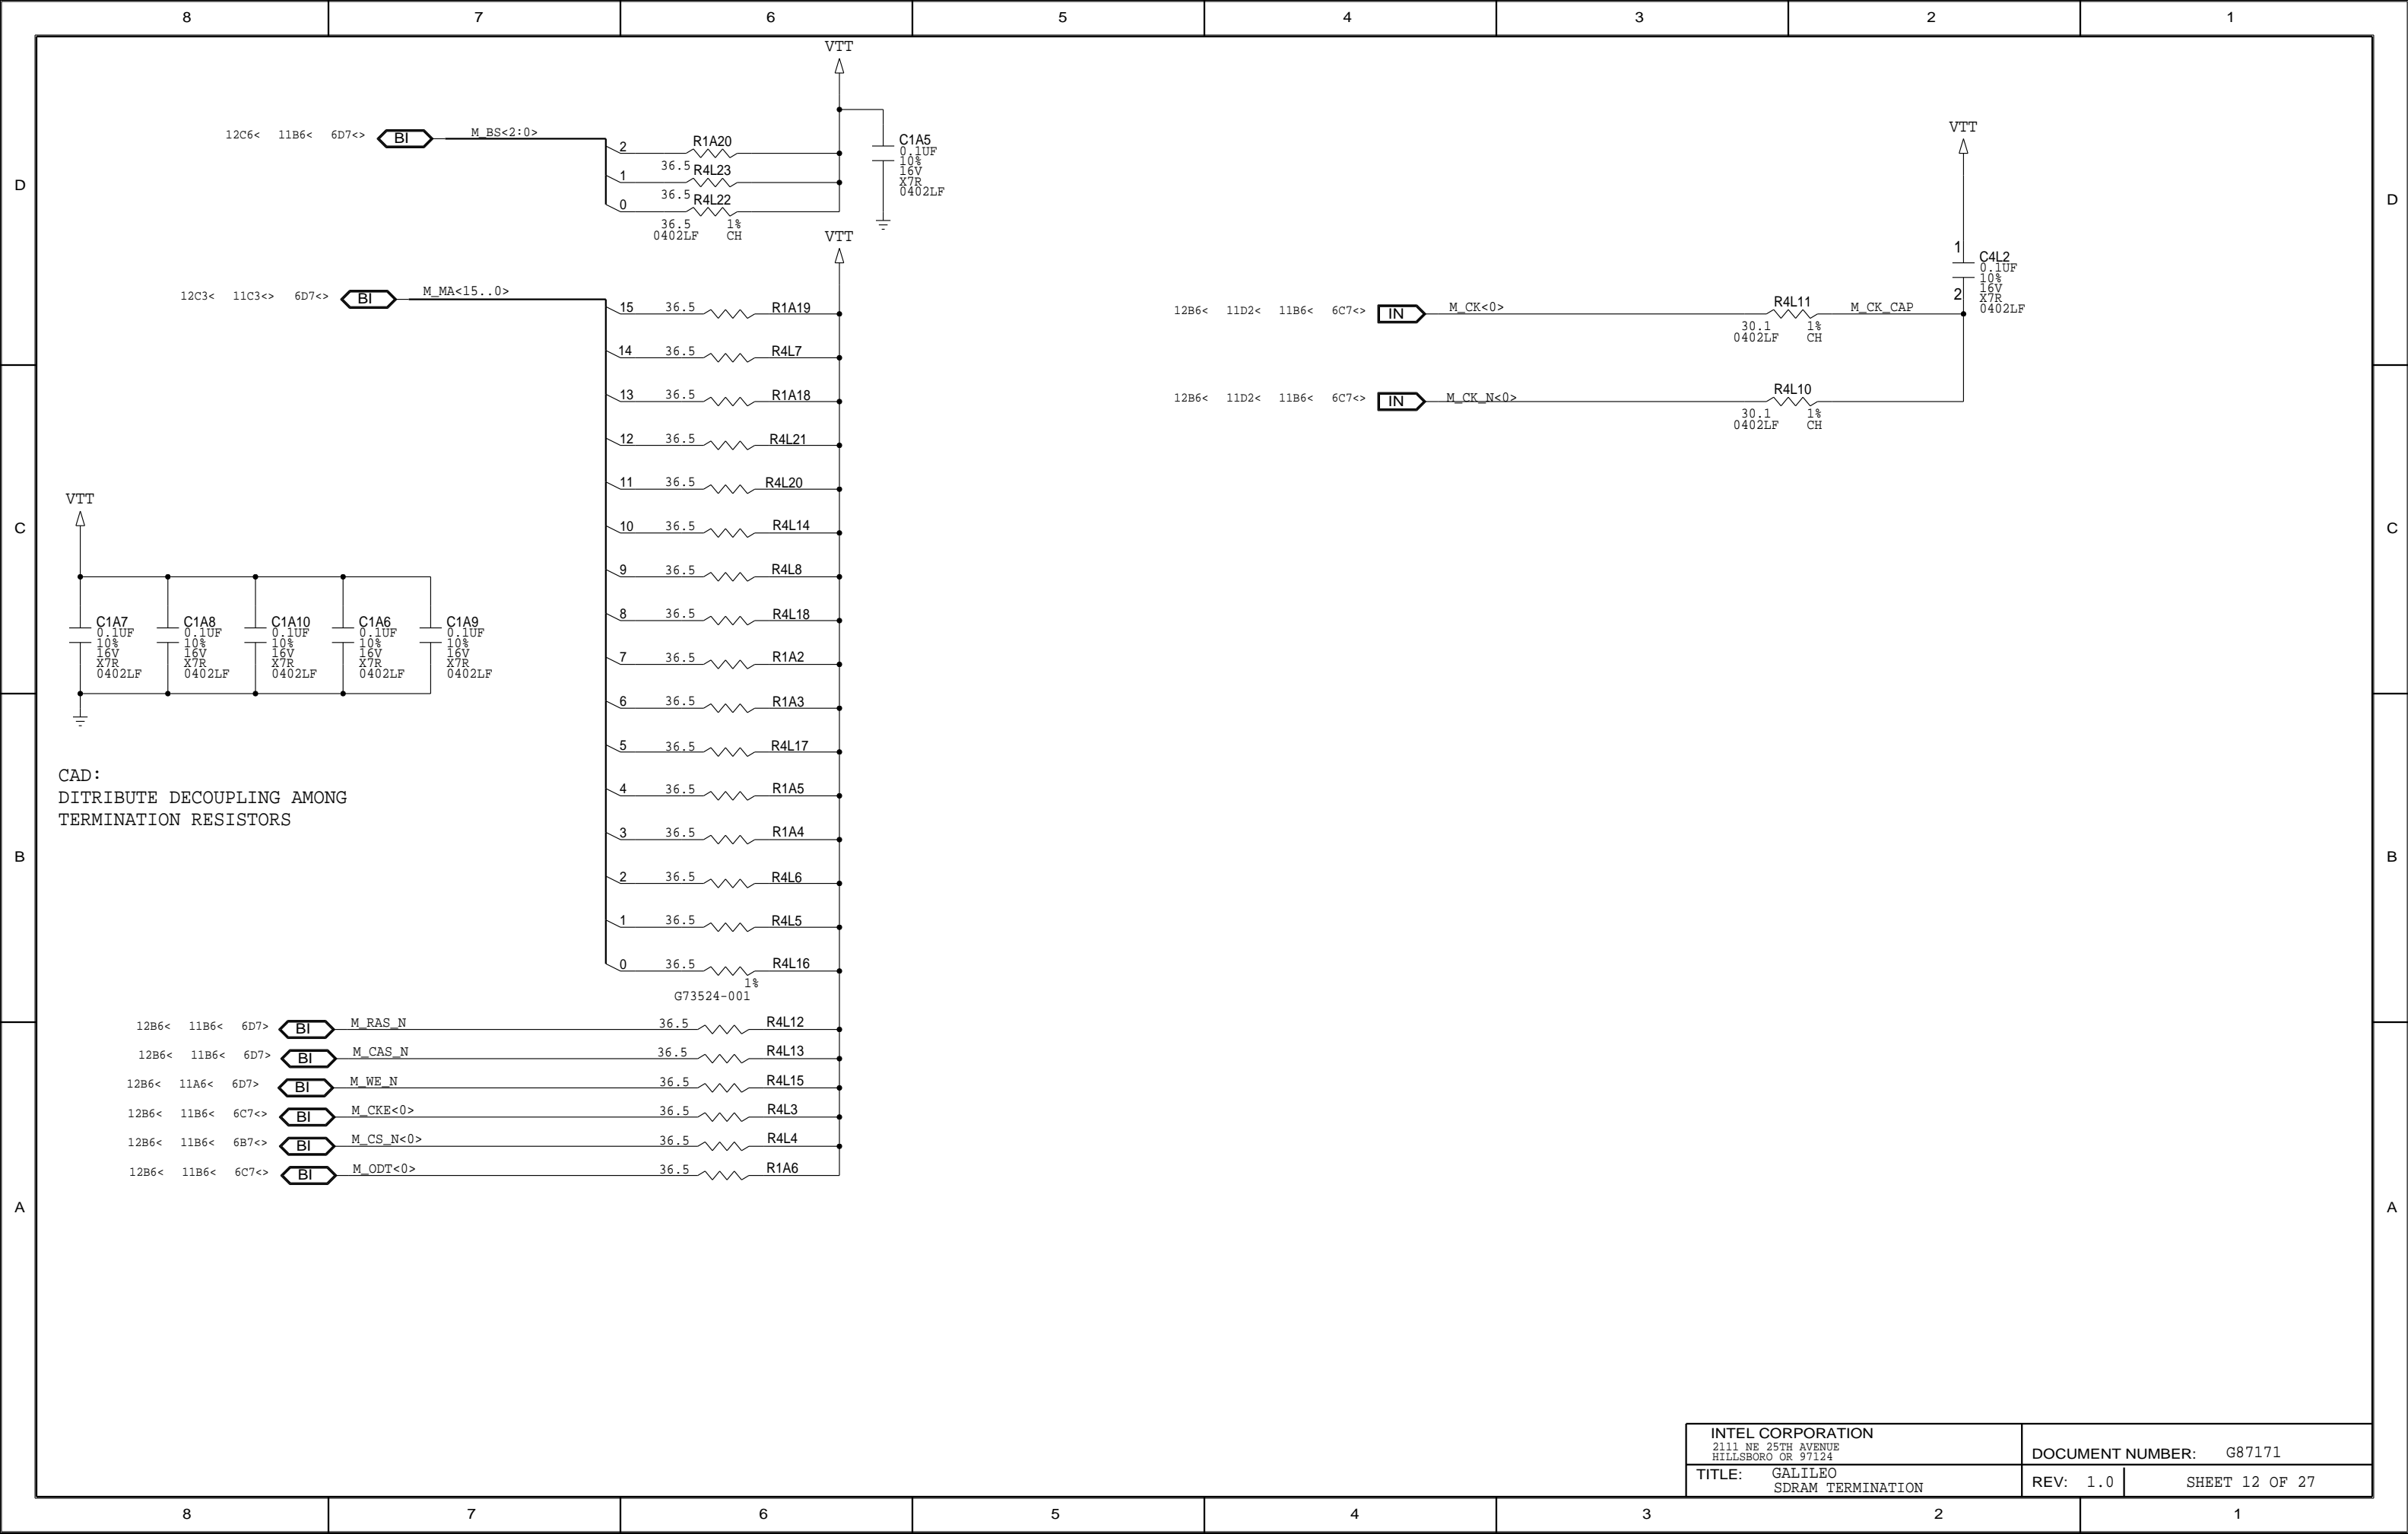 8 7 6 5 4 3 2 1
D
D
C
C
B
B
A
A
VTT
12C6< 11B6< 6D7<> BI M_BS<2:0>
2 R1A20
36.5
1 R4L23
36.5
0 R4L22
36.5 1%
0402LF CH
C1A5
0.1UF
10%
16V
X7R
0402LF
VTT
12C3< 11C3<> 6D7<> BI M_MA<15..0>
15 36.5 R1A19
14 36.5 R4L7
13 36.5 R1A18
12 36.5 R4L21
11 36.5 R4L20
10 36.5 R4L14
9 36.5 R4L8
8 36.5 R4L18
7 36.5 R1A2
6 36.5 R1A3
5 36.5 R4L17
4 36.5 R1A5
3 36.5 R1A4
2 36.5 R4L6
1 36.5 R4L5
0 36.5 R4L16
1%
G73524-001
12B6< 11B6< 6D7> BI M_RAS_N 36.5 R4L12
12B6< 11B6< 6D7> BI M_CAS_N 36.5 R4L13
12B6< 11A6< 6D7> BI M_WE_N 36.5 R4L15
12B6< 11B6< 6C7<> BI M_CKE<0> 36.5 R4L3
12B6< 11B6< 6B7<> BI M_CS_N<0> 36.5 R4L4
12B6< 11B6< 6C7<> BI M_ODT<0> 36.5 R1A6
VTT
C1A7
0.1UF
10%
16V
X7R
0402LF
C1A8
0.1UF
10%
16V
X7R
0402LF
C1A10
0.1UF
10%
16V
X7R
0402LF
C1A6
0.1UF
10%
16V
X7R
0402LF
C1A9
0.1UF
10%
16V
X7R
0402LF
CAD:
DITRIBUTE DECOUPLING AMONG
TERMINATION RESISTORS
VTT
1
2
C4L2
0.1UF
10%
16V
X7R
0402LF
12B6< 11D2< 11B6< 6C7<> IN M_CK<0> R4L11 M_CK_CAP
30.1 1%
0402LF CH
12B6< 11D2< 11B6< 6C7<> IN M_CK_N<0> R4L10
30.1 1%
0402LF CH
INTEL CORPORATION
2111 NE 25TH AVENUE
HILLSBORO OR 97124
DOCUMENT NUMBER: G87171
TITLE: GALILEO
SDRAM TERMINATION
REV: 1.0 SHEET 12 OF 27
8 7 6 5 4 3 2 1